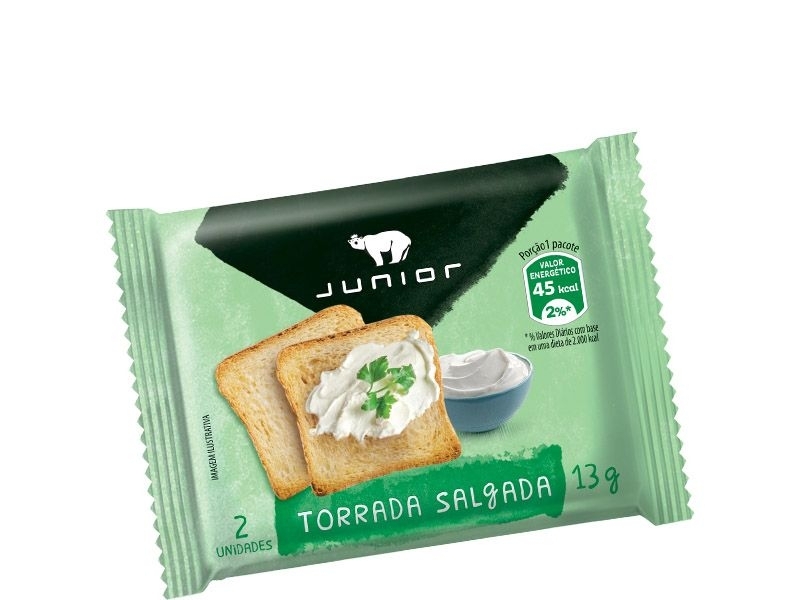 JUNIOR
Porção 1 pacote
VALOR
ENERGÉTICO
45 kcal
2%*
* % Valores Diários com base
em uma dieta de 2.000 kcal
IMAGEM ILUSTRATIVA
2
UNIDADES
TORRADA SALGADA
13 g